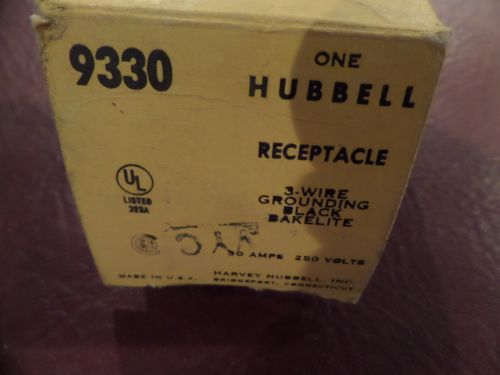 9330
ONE
HUBBELL
RECEPTACLE
UL
LISTED
3-WIRE
GROUNDING
BLACK
BAKELITE
30 AMPS 250 VOLTS
MADE IN U.S.A.
HARVEY HUBBELL, INC.
BRIDGEPORT, CONNECTICUT